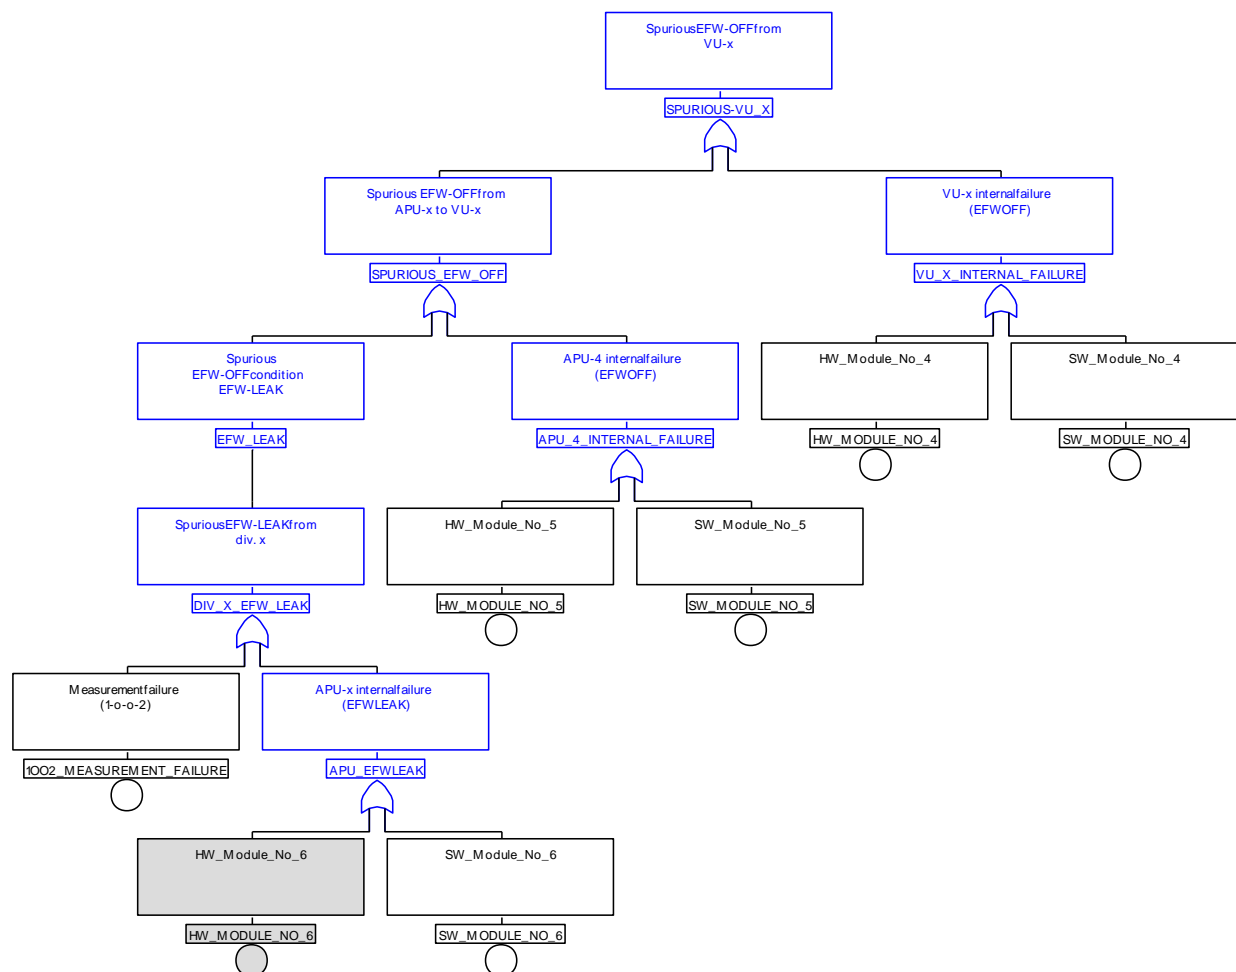 SpuriousEFW-OFFfrom
VU-x
SPURIOUS-VU_X
Spurious EFW-OFFfrom
APU-x to VU-x
SPURIOUS_EFW_OFF
VU-x internalfailure
(EFWOFF)
VU_X_INTERNAL_FAILURE
Spurious
EFW-OFFcondition
EFW-LEAK
EFW_LEAK
APU-4 internalfailure
(EFWOFF)
APU_4_INTERNAL_FAILURE
HW_Module_No_4
HW_MODULE_NO_4
SW_Module_No_4
SW_MODULE_NO_4
SpuriousEFW-LEAKfrom
div. x
DIV_X_EFW_LEAK
HW_Module_No_5
HW_MODULE_NO_5
SW_Module_No_5
SW_MODULE_NO_5
Measurementfailure
(1-o-o-2)
1OO2_MEASUREMENT_FAILURE
APU-x internalfailure
(EFWLEAK)
APU_EFWLEAK
HW_Module_No_6
HW_MODULE_NO_6
SW_Module_No_6
SW_MODULE_NO_6